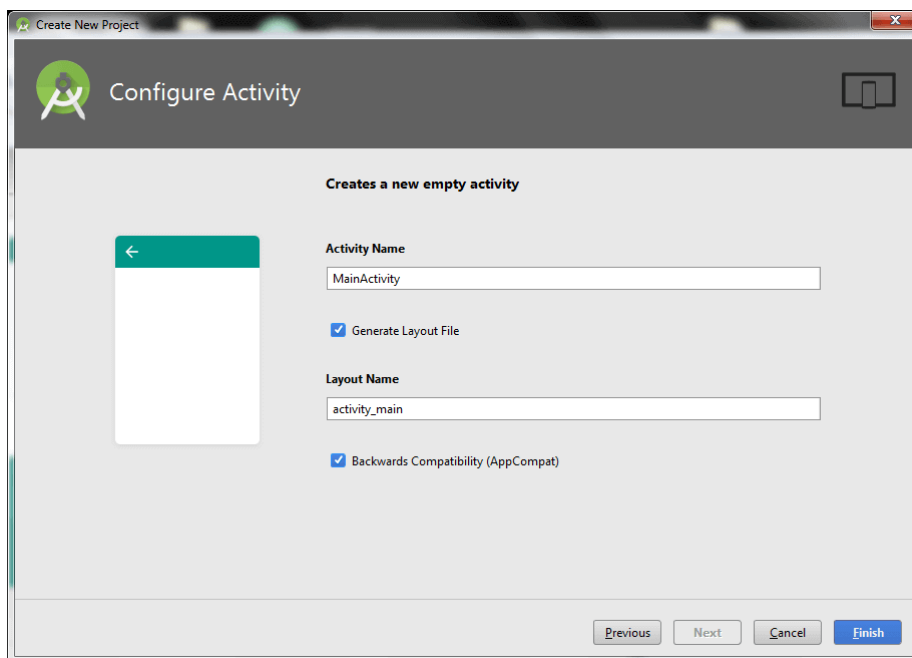 Create New Project
Configure Activity
Creates a new empty activity
Activity Name
MainActivity
Generate Layout File
Layout Name
activity_main
Backwards Compatibility (AppCompat)
Previous Next Cancel Finish